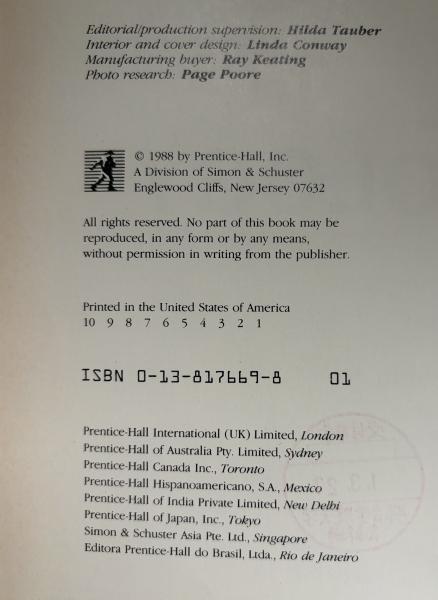 Editorial/production supervision: Hilda Tauber
Interior and cover design: Linda Conway
Manufacturing buyer: Ray Keating
Photo research: Page Poore
© 1988 by Prentice-Hall, Inc.
A Division of Simon & Schuster
Englewood Cliffs, New Jersey 07632
All rights reserved. No part of this book may be
reproduced, in any form or by any means,
without permission in writing from the publisher.
Printed in the United States of America
10 9 8 7 6 5 4 3 2 1
ISBN 0-13-817669-8 01
Prentice-Hall International (UK) Limited, London
Prentice-Hall of Australia Pty. Limited, Sydney
Prentice-Hall Canada Inc., Toronto
Prentice-Hall Hispanoamericano, S.A., Mexico
Prentice-Hall of India Private Limited, New Delhi
Prentice-Hall of Japan, Inc., Tokyo
Simon & Schuster Asia Pte. Ltd., Singapore
Editora Prentice-Hall do Brasil, Ltda., Rio de Janeiro